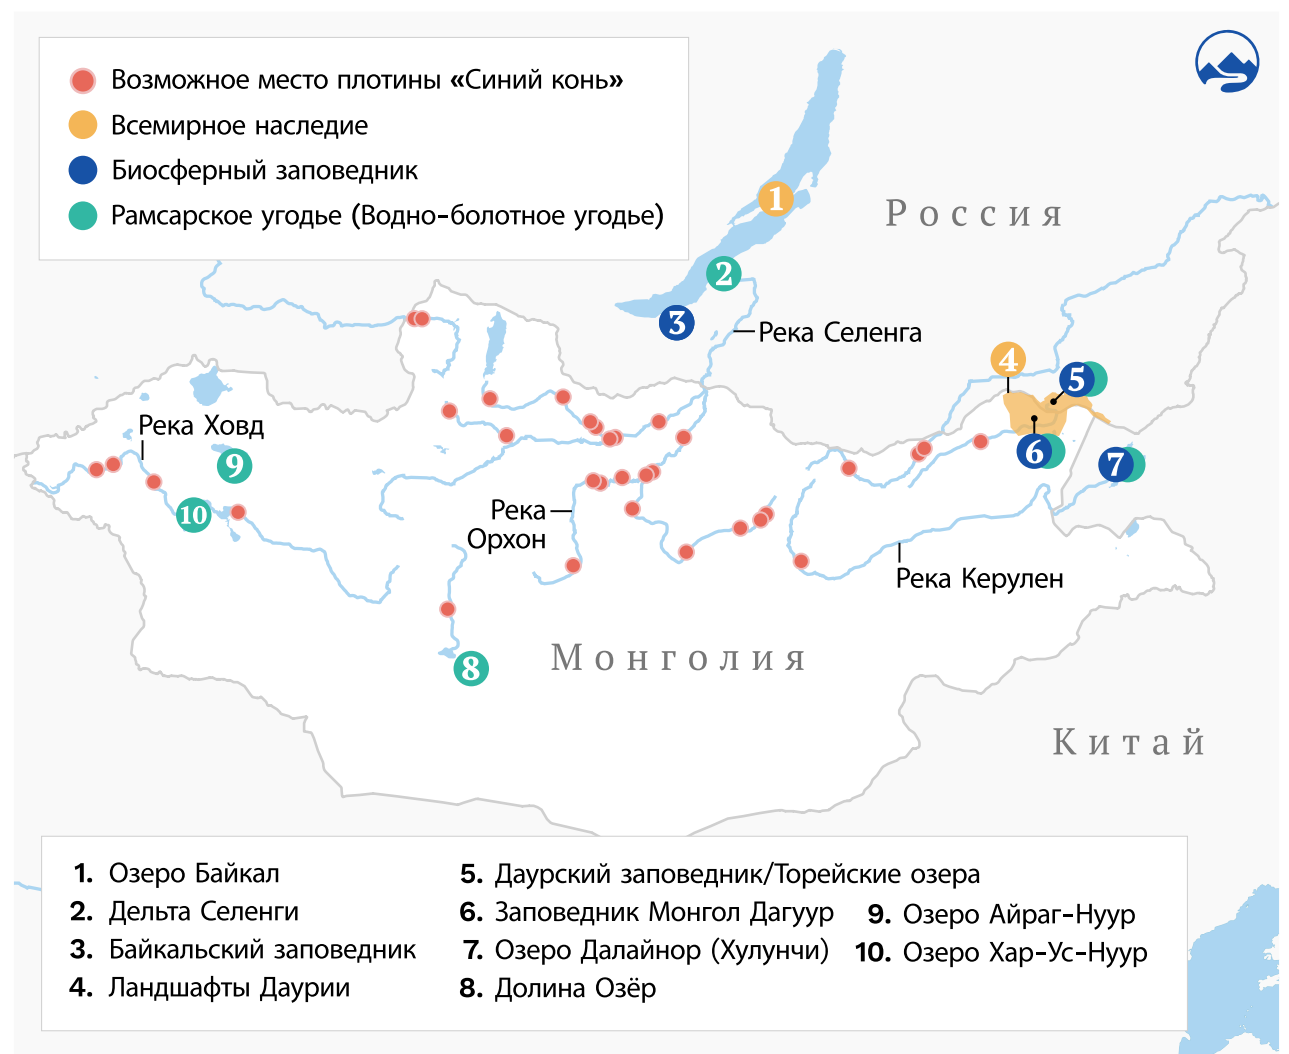 Возможное место плотины «Синий конь»
Всемирное наследие
Биосферный заповедник
Рамсарское угодье (Водно-болотное угодье)
1
Россия
2
3
Река Селенга
4
5
Река Ховд
9
6
7
10
Река
Орхон
Река Керулен
Монголия
8
Китай
1. Озеро Байкал
2. Дельта Селенги
3. Байкальский заповедник
4. Ландшафты Даурии
5. Даурский заповедник/Торейские озера
6. Заповедник Монгол Дагуур
7. Озеро Далайнор (Хулунчи)
8. Долина Озёр
9. Озеро Айраг-Нуур
10. Озеро Хар-Ус-Нуур